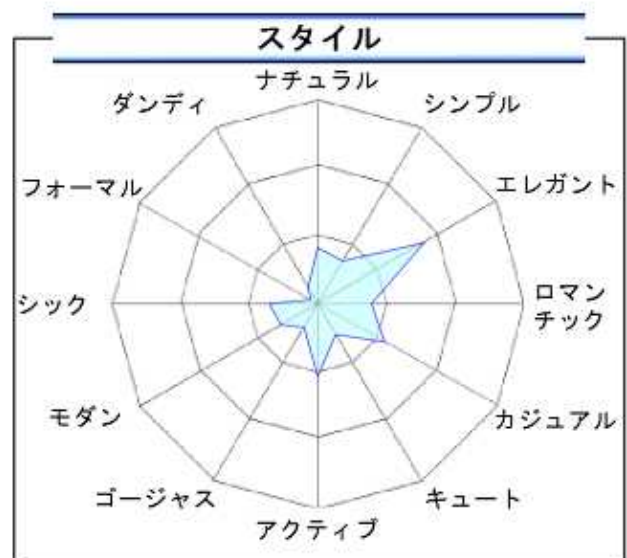 スタイル
ナチュラル
シンプル
エレガント
ロマン
チック
カジュアル
キュート
アクティブ
ゴージャス
モダン
シック
フォーマル
ダンディ